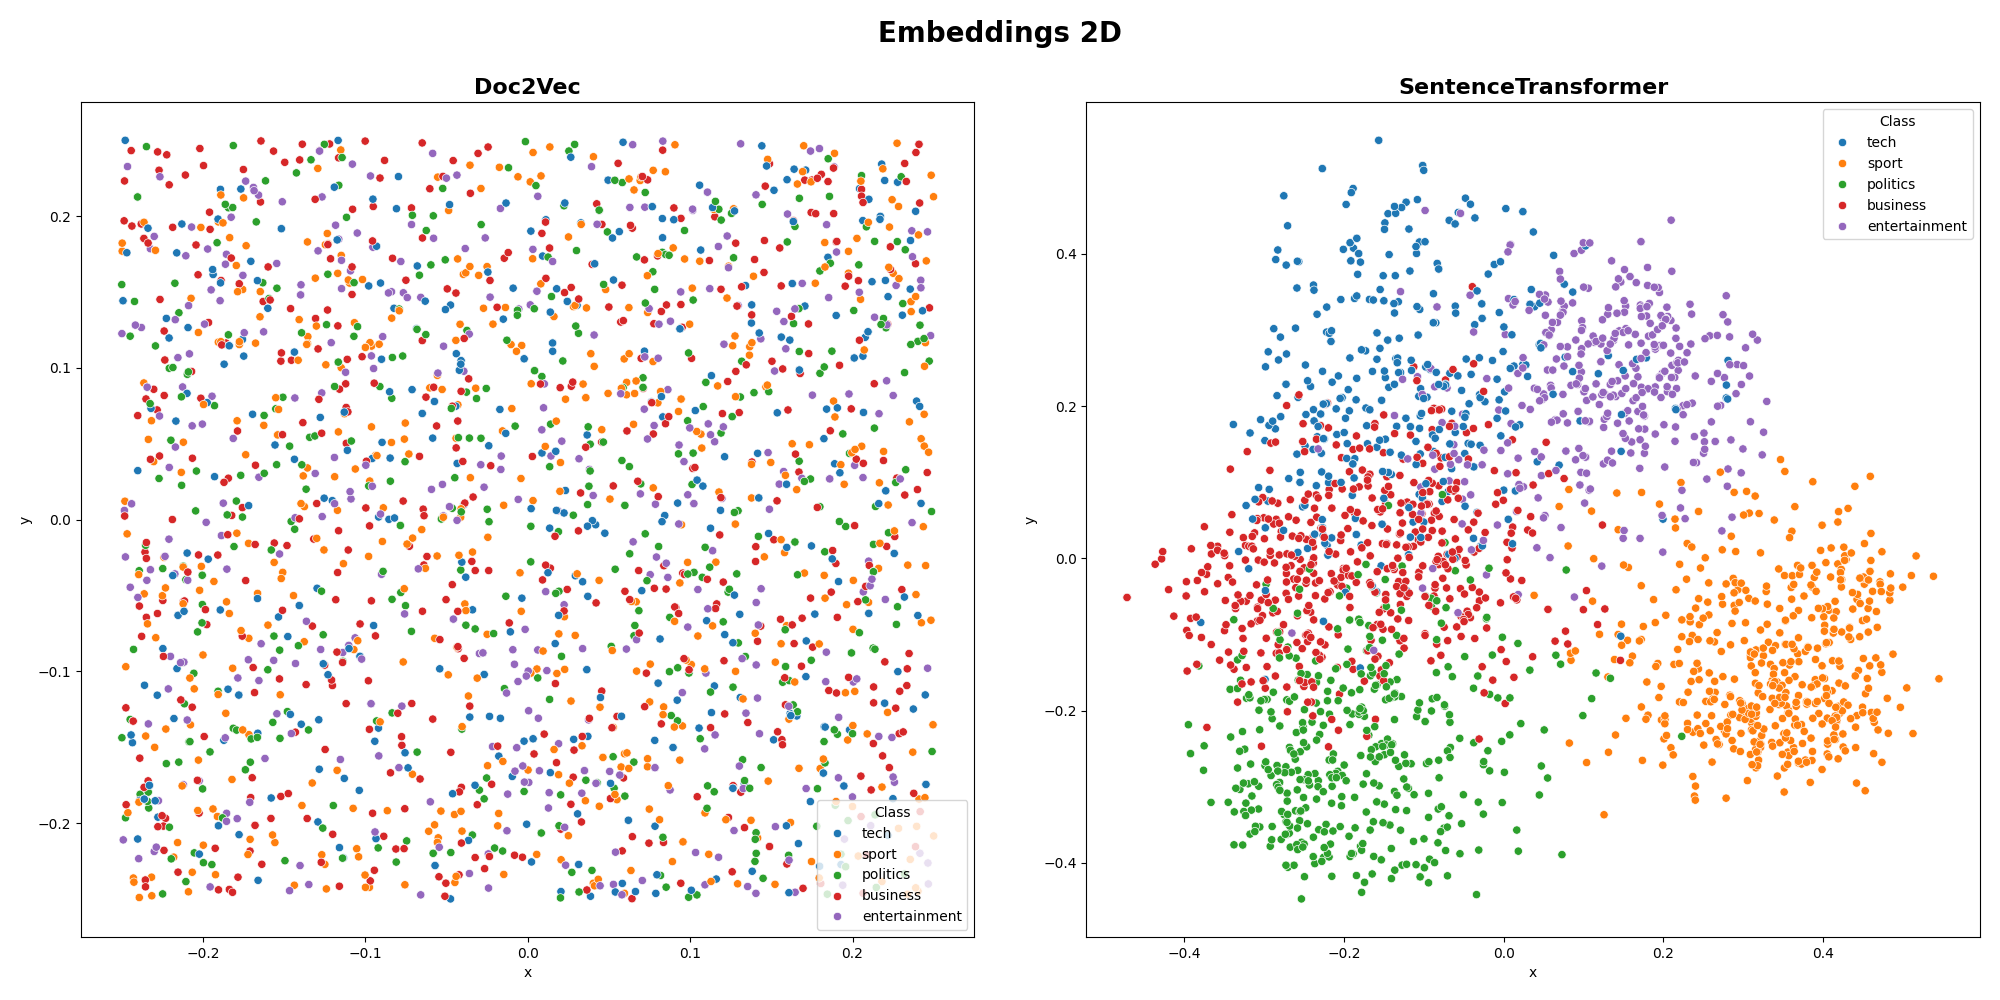 Embeddings 2D
Doc2Vec
y
0.2
0.1
0.0
−0.1
−0.2
−0.2
−0.1
0.0
0.1
0.2
x
Class
tech
sport
politics
business
entertainment
SentenceTransformer
y
0.4
0.2
0.0
−0.2
−0.4
−0.4
−0.2
0.0
0.2
0.4
x
Class
tech
sport
politics
business
entertainment